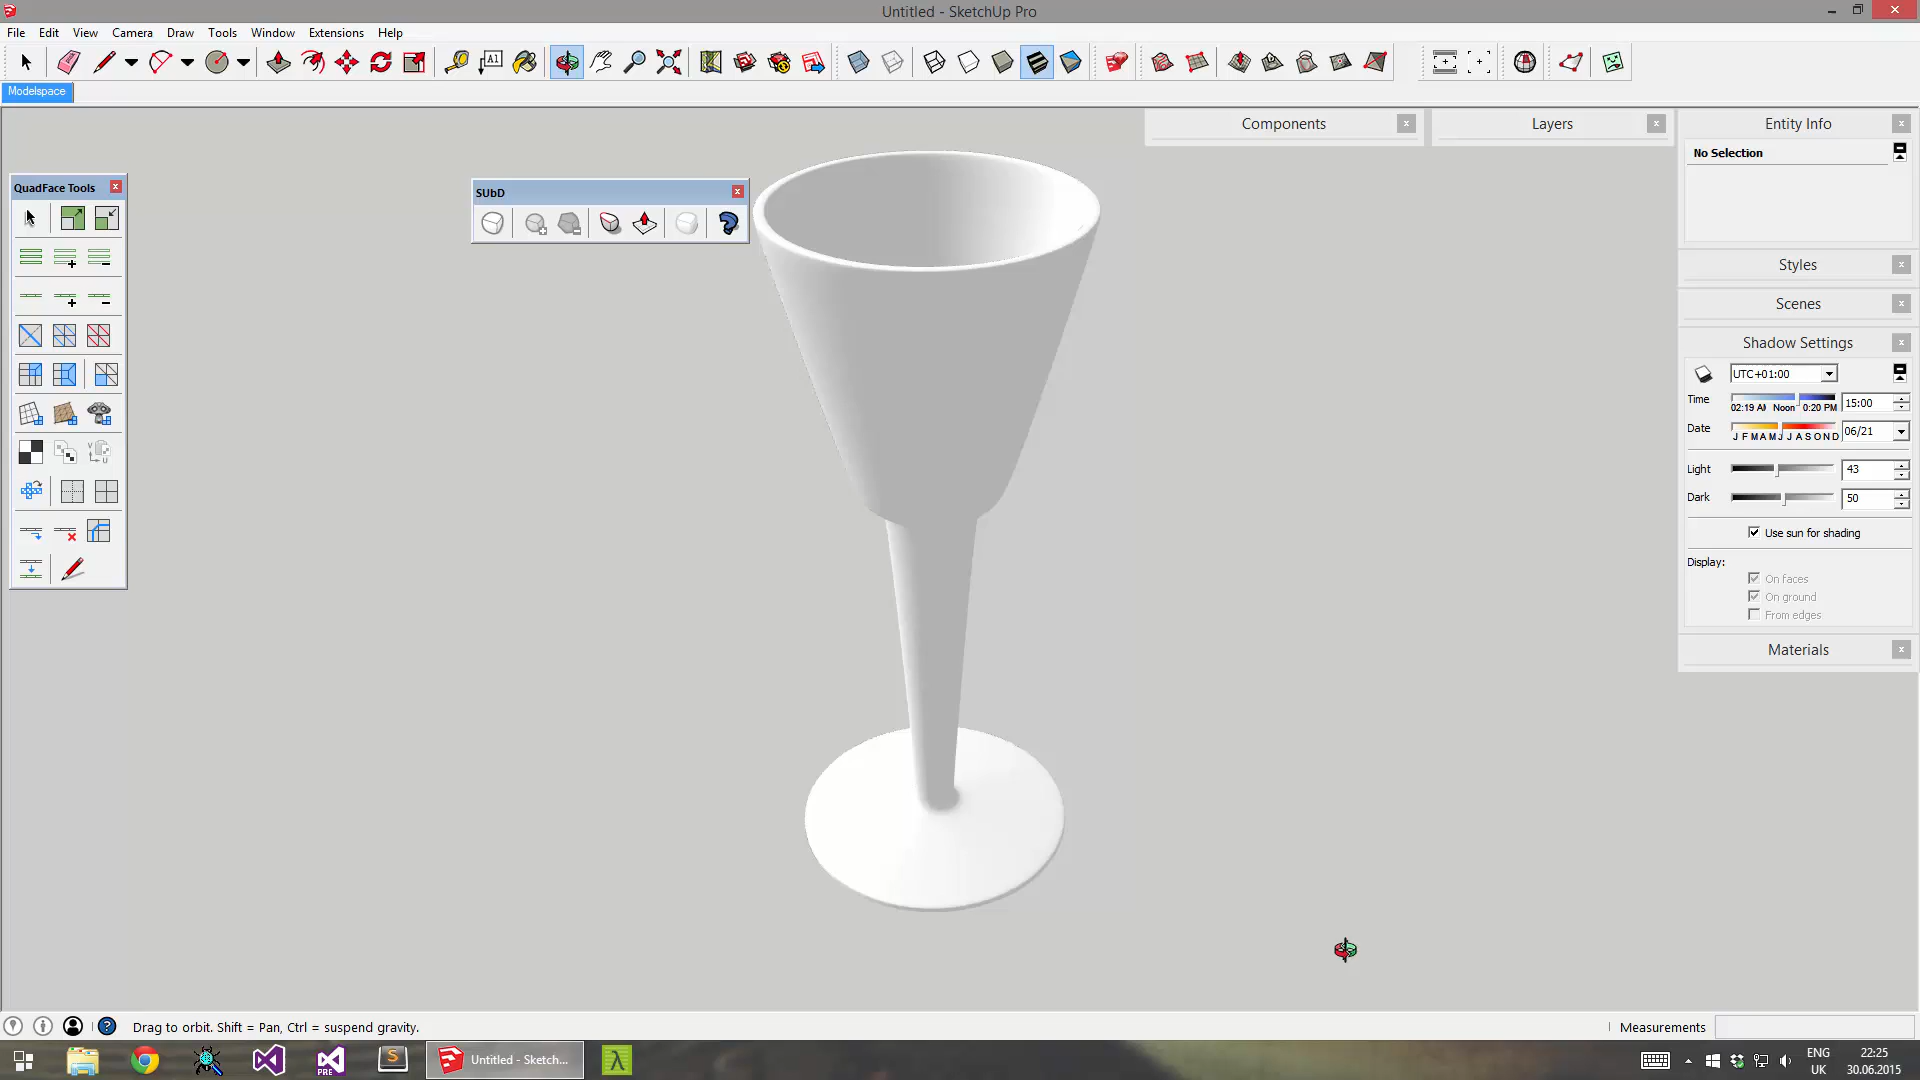 Untitled - SketchUp Pro
File Edit View Camera Draw Tools Window Extensions Help
A1
Modelspace
Components
Layers
Entity Info
No Selection
QuadFace Tools
SUbD
Styles
Scenes
Shadow Settings
UTC+01:00
Time
02:19 AM Noon 0:20 PM
15:00
Date
J F M A M J J A S O N D
06/21
Light
43
Dark
50
Use sun for shading
Display:
On faces
On ground
From edges
Materials
Drag to orbit. Shift = Pan, Ctrl = suspend gravity.
Measurements
PRE
S
Untitled - Sketch...
λ
ENG
UK
22:25
30.06.2015